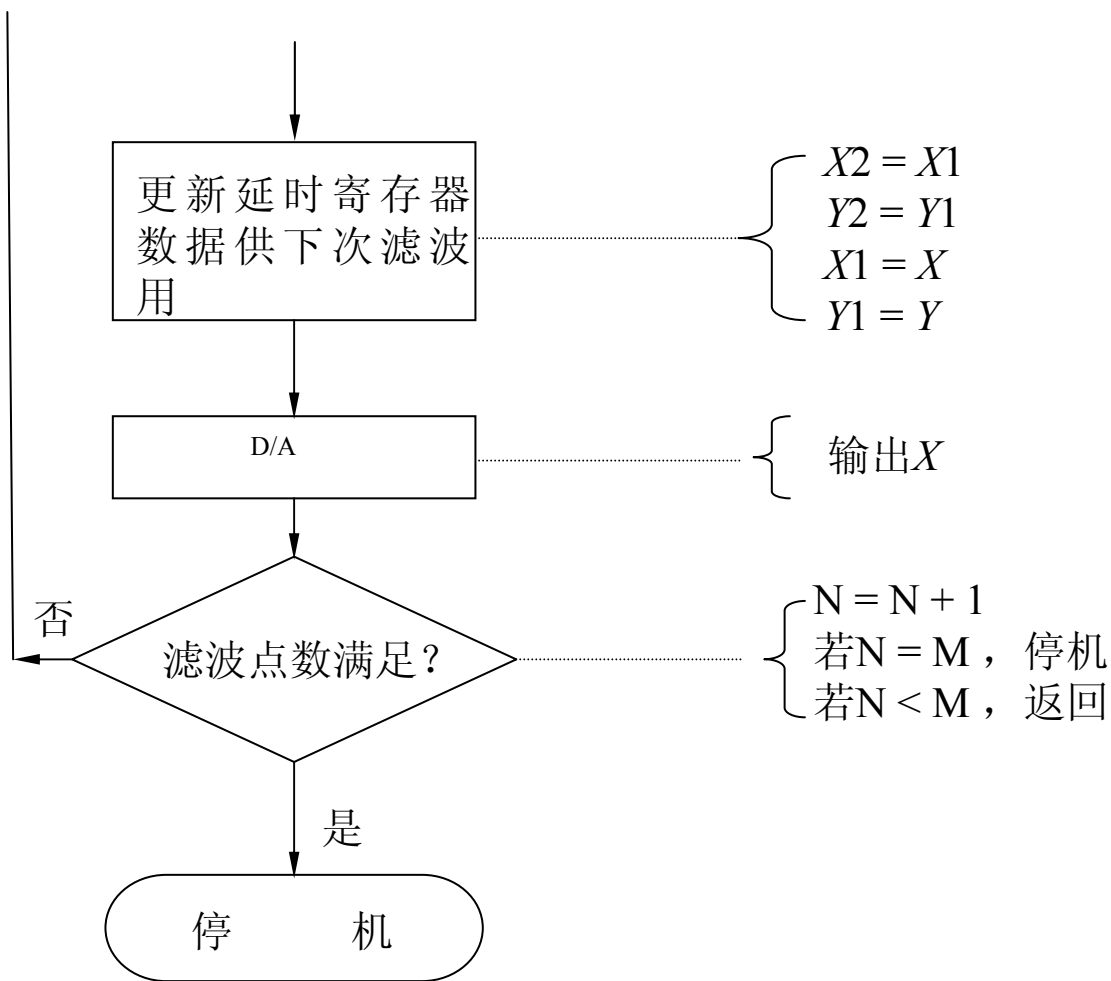 更新延时寄存器
数据供下次滤波
用
X2 = X1
Y2 = Y1
X1 = X
Y1 = Y
D/A
输出X
否
滤波点数满足？
N = N + 1
若N = M ，停机
若N < M ，返回
是
停 机